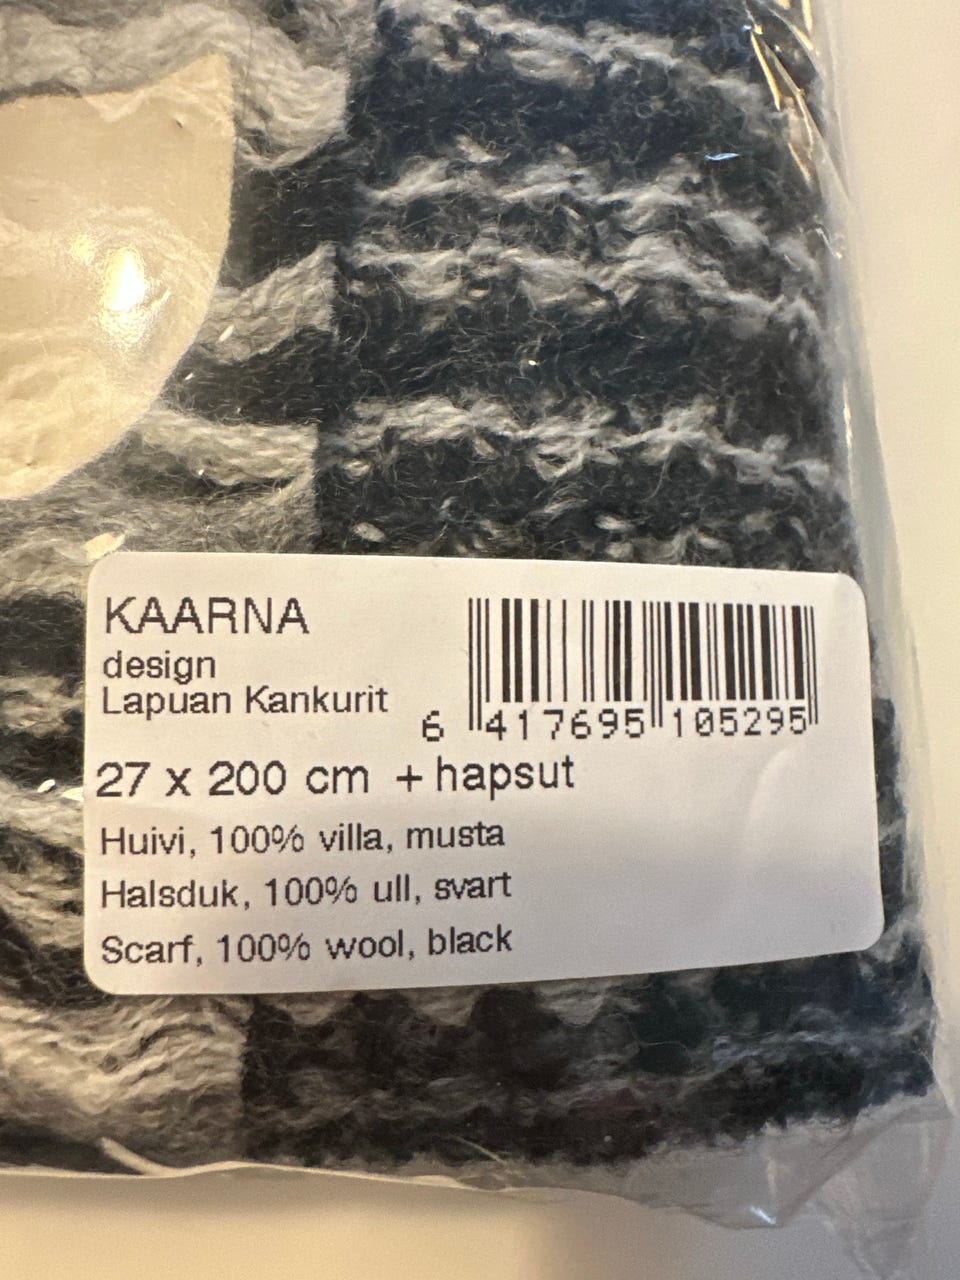 KAARNA
design
Lapuan Kankurit
6 417695 105295
27 x 200 cm + hapsut
Huivi, 100% villa, musta
Halsduk, 100% ull, svart
Scarf, 100% wool, black